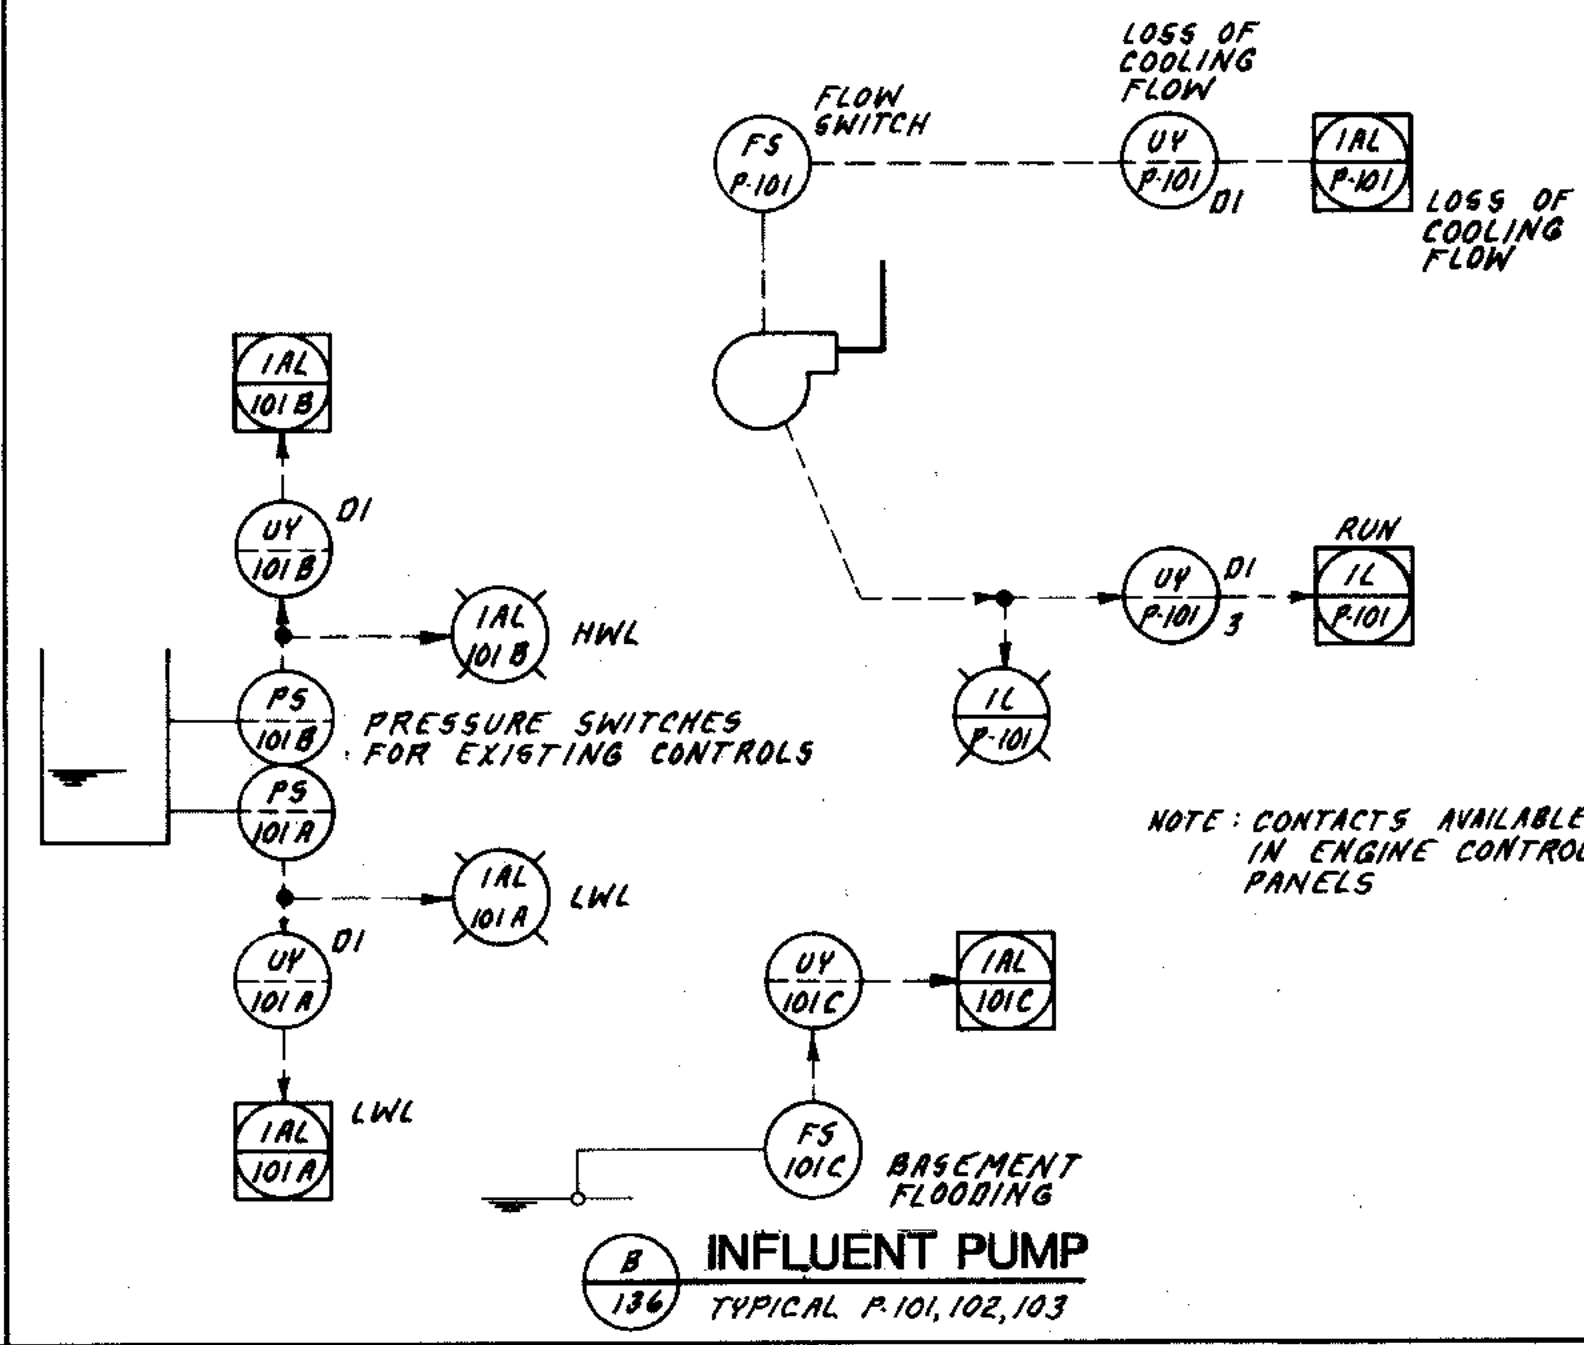 LOSS OF
COOLING
FLOW
FLOW
SWITCH
FS
P-101
UY
P-101
DI
IAL
P-101
LOSS OF
COOLING
FLOW
IAL
101 B
UY
101 B
DI
IAL
101 B
HWL
PS
101 B
PRESSURE SWITCHES
FOR EXISTING CONTROLS
PS
101 A
IAL
101 A
LWL
UY
101 A
DI
IAL
101 A
LWL
RUN
UY
P-101
DI
3
IL
P-101
IL
P-101
NOTE: CONTACTS AVAILABLE
IN ENGINE CONTROL
PANELS
UY
101 C
IAL
101 C
FS
101 C
BASEMENT
FLOODING
B
136
INFLUENT PUMP
TYPICAL P-101, 102, 103